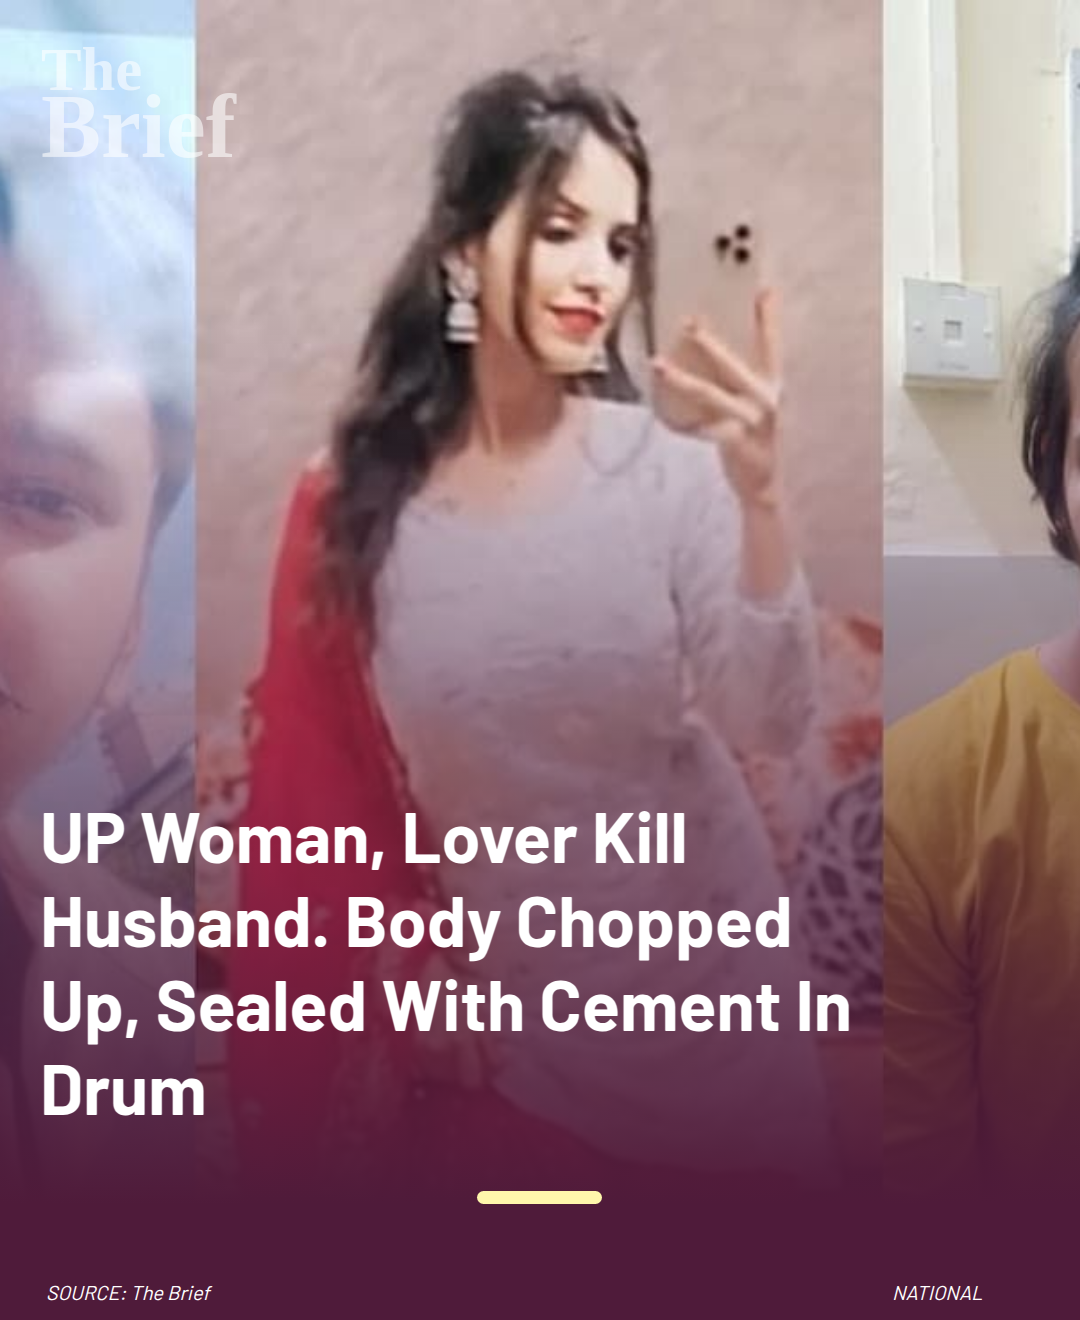 The
Brief
UP Woman, Lover Kill
Husband. Body Chopped
Up, Sealed With Cement In
Drum
SOURCE: The Brief
NATIONAL